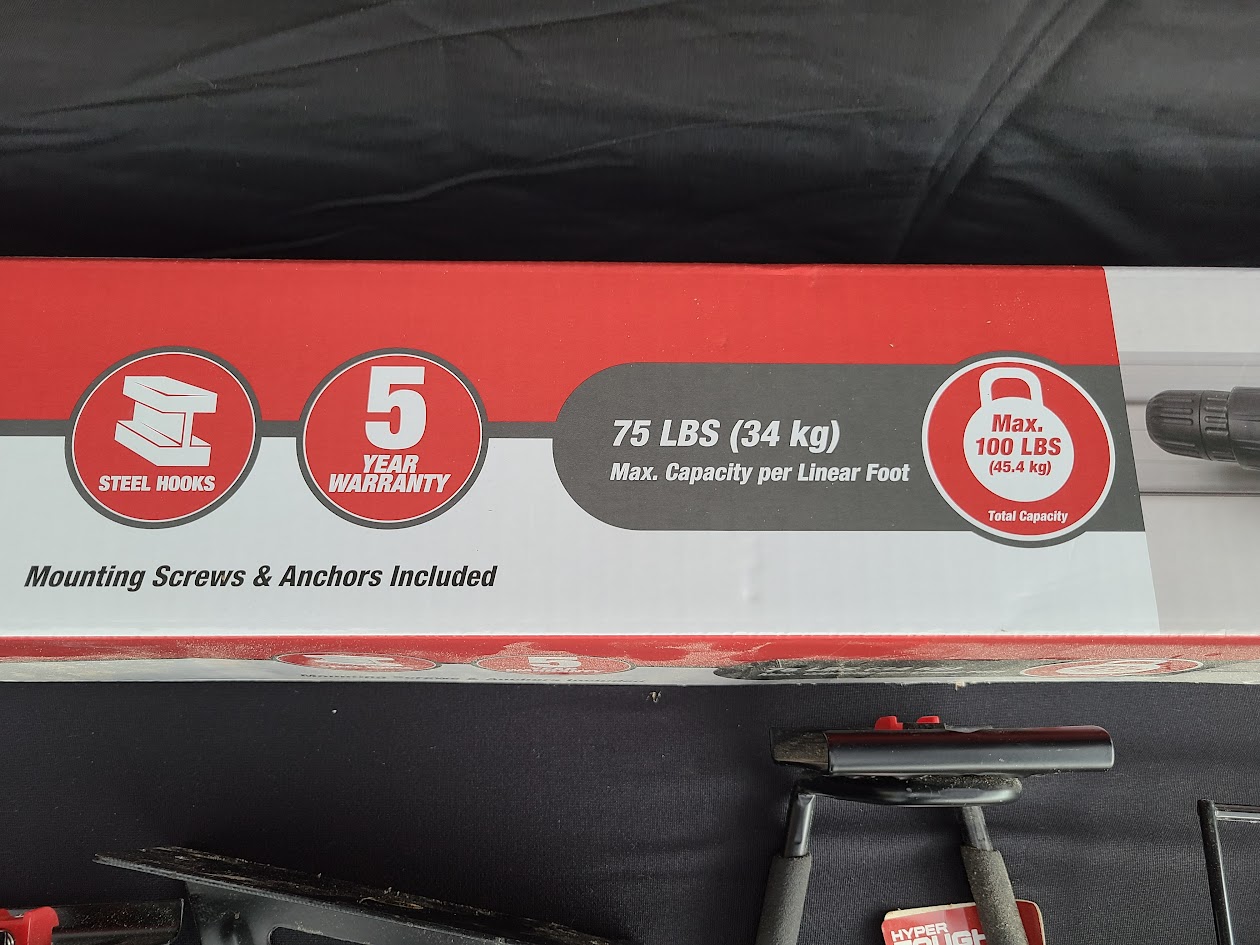 STEEL HOOKS
5
YEAR
WARRANTY
75 LBS (34 kg)
Max. Capacity per Linear Foot
Max.
100 LBS
(45.4 kg)
Total Capacity
Mounting Screws & Anchors Included
5
HYPER